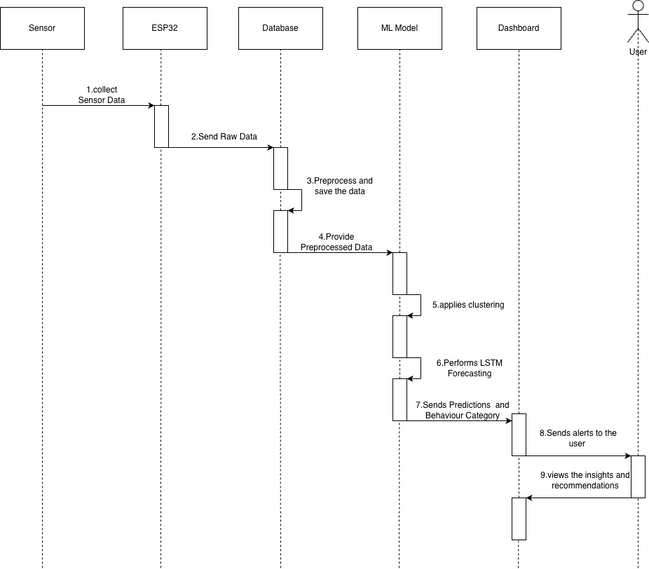 Sensor
ESP32
Database
ML Model
Dashboard
User
1.collect
Sensor Data
2.Send Raw Data
3.Preprocess and
save the data
4.Provide
Preprocessed Data
5.applies clustering
6.Performs LSTM
Forecasting
7.Sends Predictions and
Behaviour Category
8.Sends alerts to the
user
9.views the insights and
recommendations